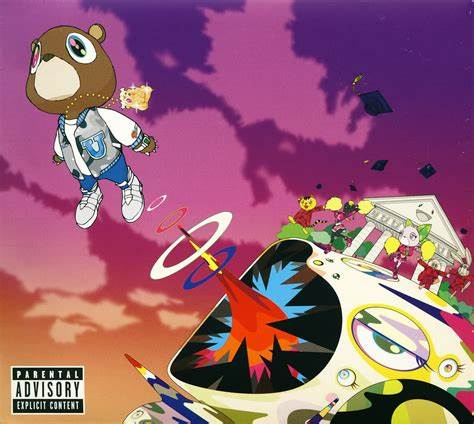 U
PARENTAL
ADVISORY
EXPLICIT CONTENT